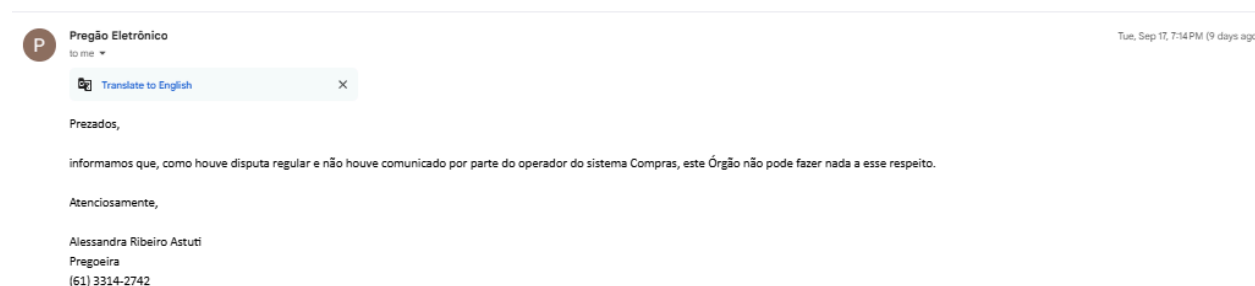 P
Pregão Eletrônico
Tue, Sep 17, 7:14 PM (9 days ago
to me
Translate to English
Prezados,
informamos que, como houve disputa regular e não houve comunicado por parte do operador do sistema Compras, este Órgão não pode fazer nada a esse respeito.
Atenciosamente,
Alessandra Ribeiro Astuti
Pregoeira
(61) 3314-2742